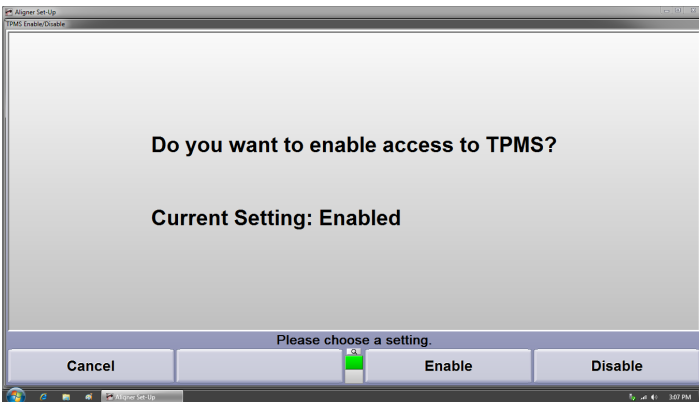 Aligner Set-Up
TPMS Enable/Disable
Do you want to enable access to TPMS?
Current Setting: Enabled
Please choose a setting.
Cancel
Enable
Disable
Aligner Set-Up
3:07 PM